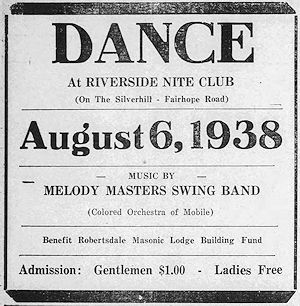 DANCE
At RIVERSIDE NITE CLUB
(On The Silverhill - Fairhope Road)
August 6, 1938
— MUSIC BY —
MELODY MASTERS SWING BAND
(Colored Orchestra of Mobile)
Benefit Robertsdale Masonic Lodge Building Fund
Admission: Gentlemen $1.00 - Ladies Free